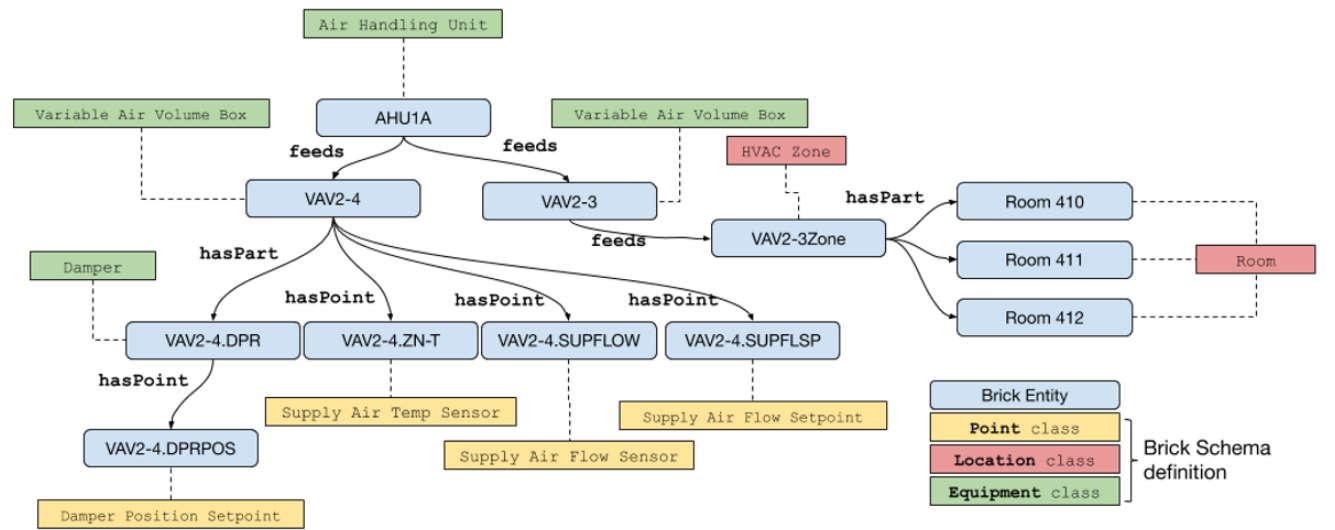 Air Handling Unit
Variable Air Volume Box
AHU1A
Variable Air Volume Box
feeds
feeds
HVAC Zone
VAV2-4
VAV2-3
hasPart
Room 410
feeds
VAV2-3Zone
hasPart
Damper
Room 411
Room
hasPoint
hasPoint
hasPoint
Room 412
VAV2-4.DPR
VAV2-4.ZN-T
VAV2-4.SUPFLOW
VAV2-4.SUPFLSP
hasPoint
Supply Air Temp Sensor
Supply Air Flow Setpoint
Brick Entity
Point class
VAV2-4.DPRPOS
Supply Air Flow Sensor
Location class
Brick Schema
definition
Equipment class
Damper Position Setpoint